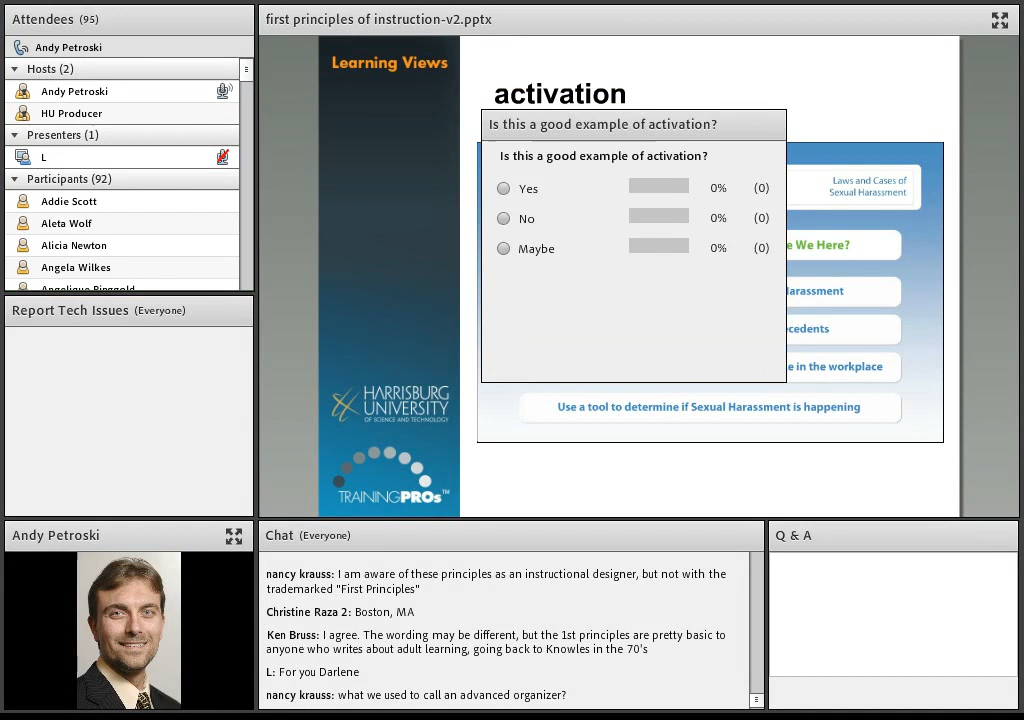 Attendees (95)
Andy Petroski
Hosts (2)
Andy Petroski
HU Producer
Presenters (1)
L
Participants (92)
Addie Scott
Aleta Wolf
Alicia Newton
Angela Wilkes
Angelique Ringgold
Report Tech Issues (Everyone)
Andy Petroski
first principles of instruction-v2.pptx
Learning Views
HARRISBURG
UNIVERSITY
OF SCIENCE AND TECHNOLOGY
TRAININGPROs™
activation
Is this a good example of activation?
Is this a good example of activation?
Yes 0% (0)
No 0% (0)
Maybe 0% (0)
Laws and Cases of
Sexual Harassment
e We Here?
Harassment
ecedents
e in the workplace
Use a tool to determine if Sexual Harassment is happening
Chat (Everyone)
nancy krauss: I am aware of these principles as an instructional designer, but not with the
trademarked "First Principles"
Christine Raza 2: Boston, MA
Ken Bruss: I agree. The wording may be different, but the 1st principles are pretty basic to
anyone who writes about adult learning, going back to Knowles in the 70's
L: For you Darlene
nancy krauss: what we used to call an advanced organizer?
Q & A